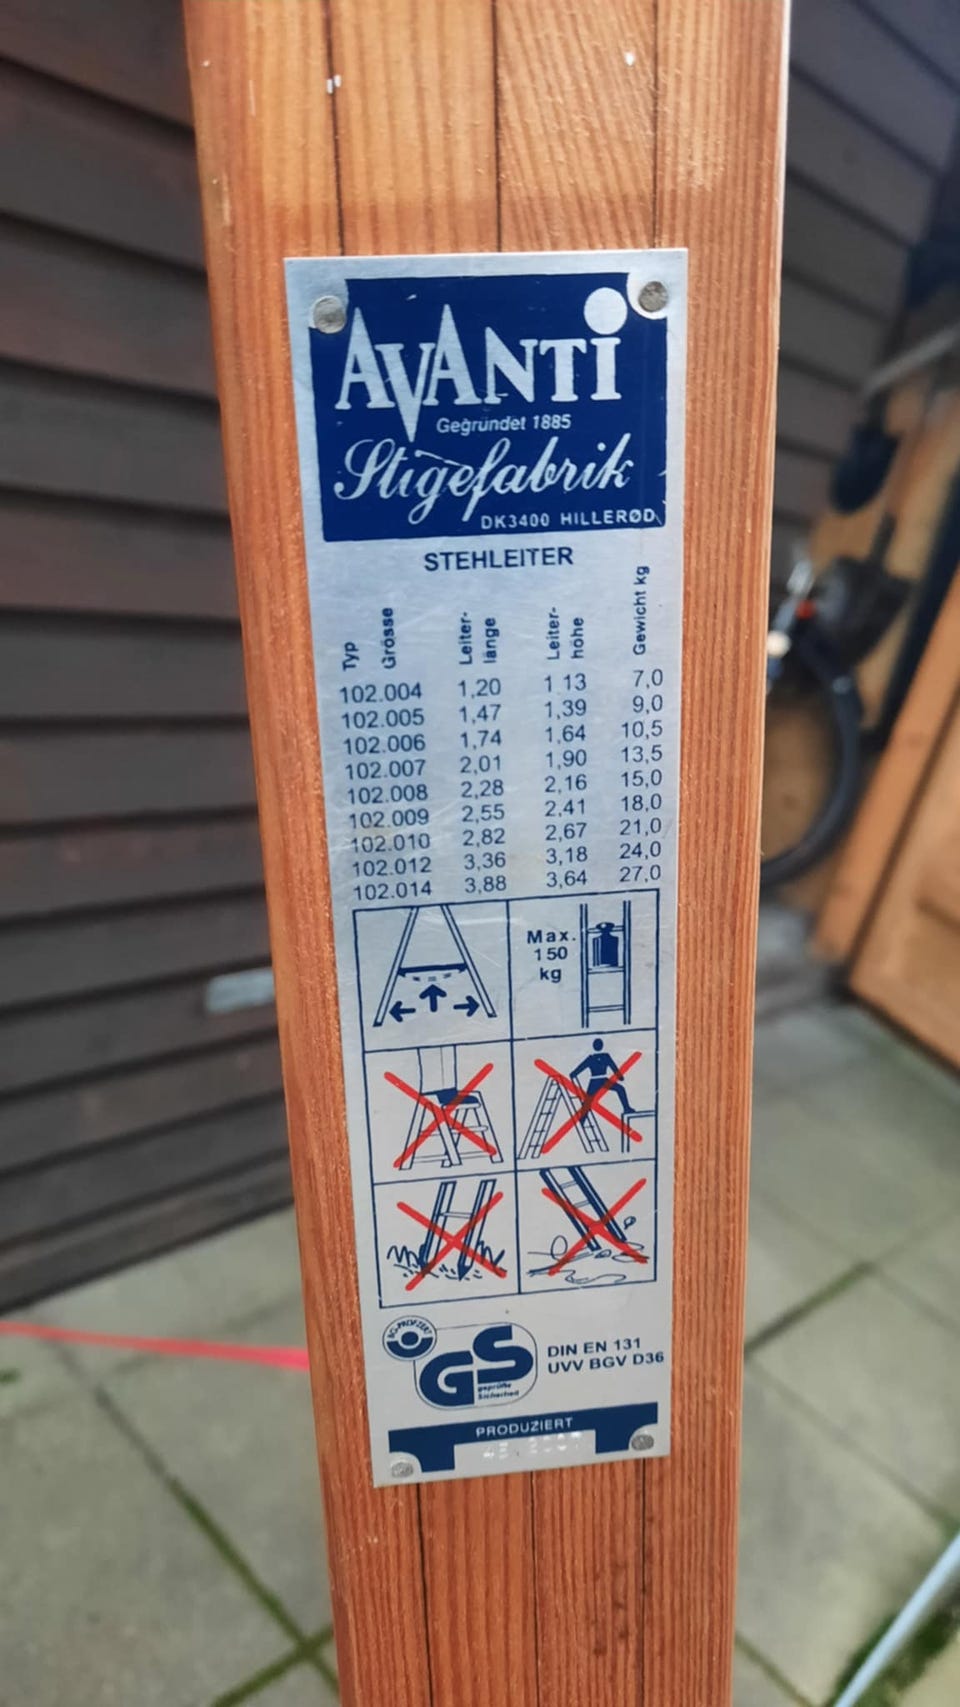 AVANTi
Gegründet 1885
Stigefabrik
DK3400 HILLERØD
STEHLEITER
Typ Grösse Leiter-länge Leiter-höhe Gewicht kg
102.004 1,20 1,13 7,0
102.005 1,47 1,39 9,0
102.006 1,74 1,64 10,5
102.007 2,01 1,90 13,5
102.008 2,28 2,16 15,0
102.009 2,55 2,41 18,0
102.010 2,82 2,67 21,0
102.012 3,36 3,18 24,0
102.014 3,88 3,64 27,0
Max.
150
kg
GS
geprüfte
Sicherheit
DIN EN 131
UVV BGV D36
PRODUZIERT